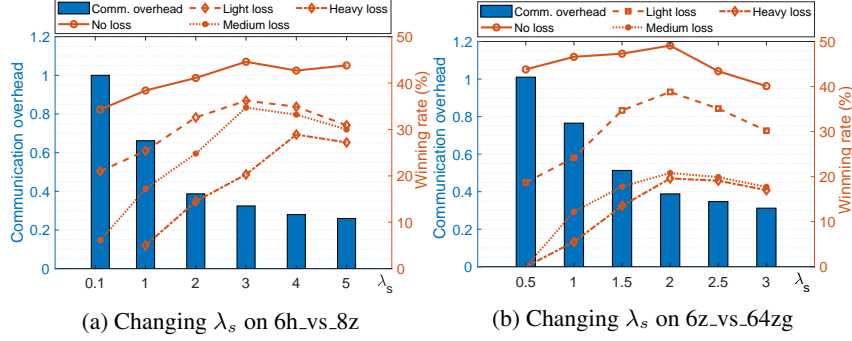 Comm. overhead Light loss Heavy loss
No loss Medium loss
Communication overhead
1.2
1
0.8
0.6
0.4
0.2
0
0.1 1 2 3 4 5 λs
50
40
30
20
10
0
Winning rate (%)
(a) Changing λs on 6h_vs_8z
Comm. overhead Light loss Heavy loss
No loss Medium loss
Communication overhead
1.2
1
0.8
0.6
0.4
0.2
0
0.5 1 1.5 2 2.5 3 λs
50
40
30
20
10
0
Winnming rate (%)
(b) Changing λs on 6z_vs_64zg